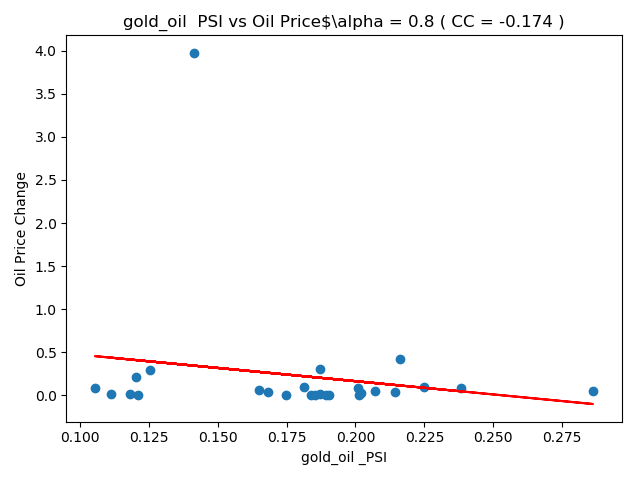 gold_oil  PSI vs Oil Price$\alpha = 0.8 ( CC = -0.174 )
4.0
3.5
3.0
2.5
2.0
1.5
1.0
0.5
0.0
Oil Price Change
0.100 0.125 0.150 0.175 0.200 0.225 0.250 0.275
gold_oil _PSI